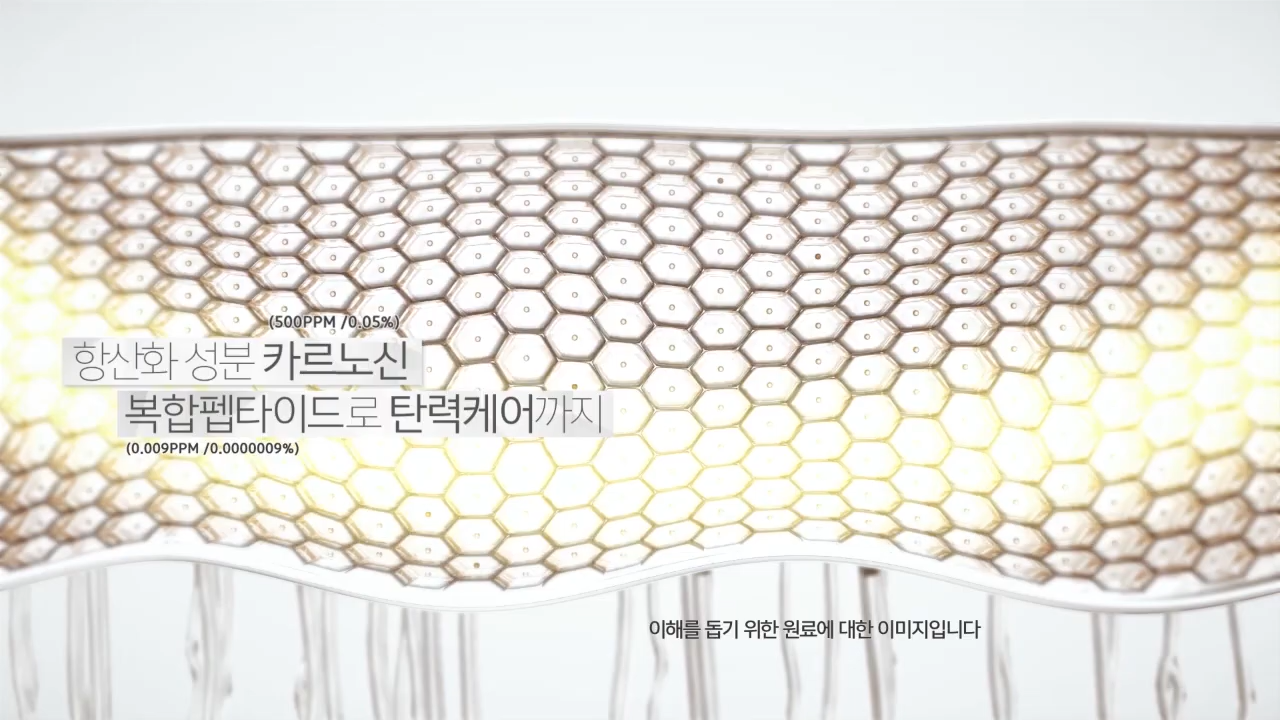 (500PPM /0.05%)
항산화 성분 카르노신
복합펩타이드로 탄력케어까지
(0.009PPM /0.0000009%)
이해를 돕기 위한 원료에 대한 이미지입니다